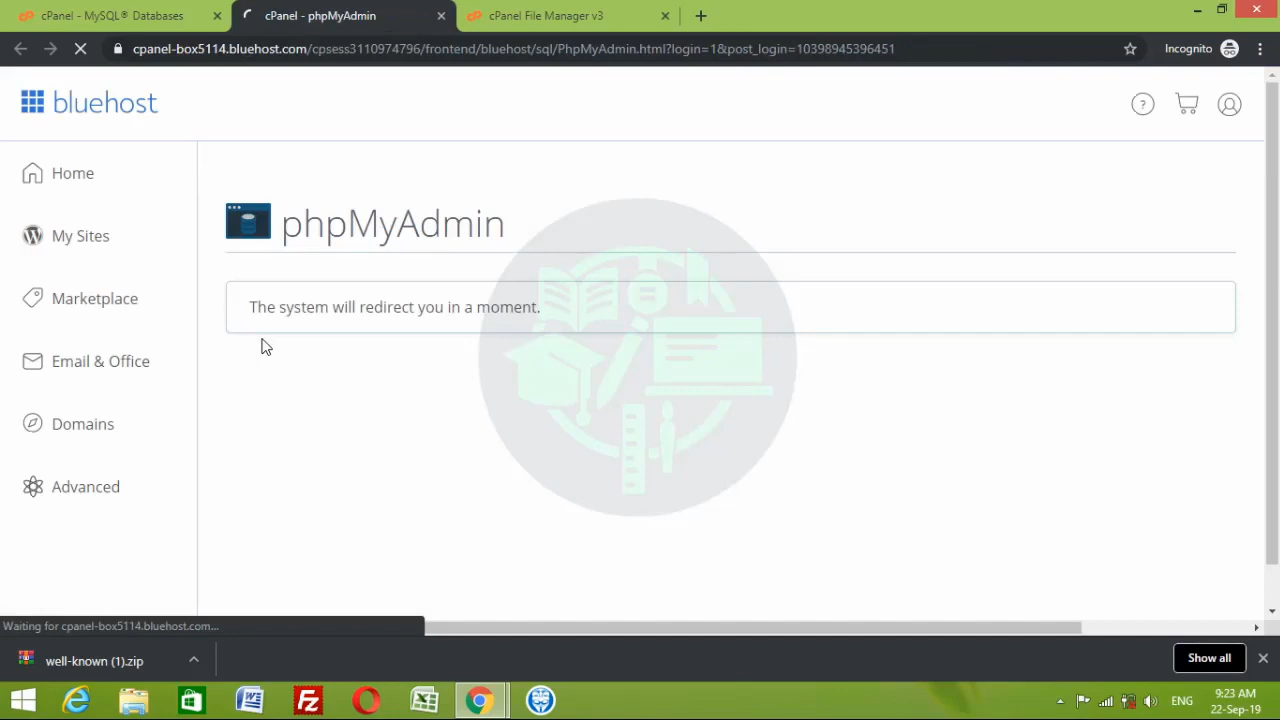 cPanel - MySQL® Databases
cPanel - phpMyAdmin
cPanel File Manager v3
cpanel-box5114.bluehost.com/cpsess3110974796/frontend/bluehost/sql/PhpMyAdmin.html?login=1&post_login=10398945396451
Incognito
bluehost
Home
My Sites
Marketplace
Email & Office
Domains
Advanced
phpMyAdmin
The system will redirect you in a moment.
Waiting for cpanel-box5114.bluehost.com...
well-known (1).zip
Show all
ENG
9:23 AM
22-Sep-19